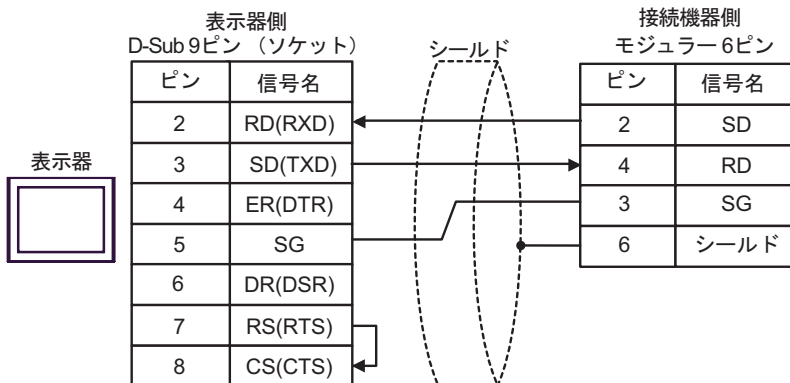 表示器側
D-Sub 9ピン （ソケット）
ピン 信号名
2 RD(RXD)
3 SD(TXD)
4 ER(DTR)
5 SG
6 DR(DSR)
7 RS(RTS)
8 CS(CTS)
表示器
シールド
接続機器側
モジュラー 6ピン
ピン 信号名
2 SD
4 RD
3 SG
6 シールド